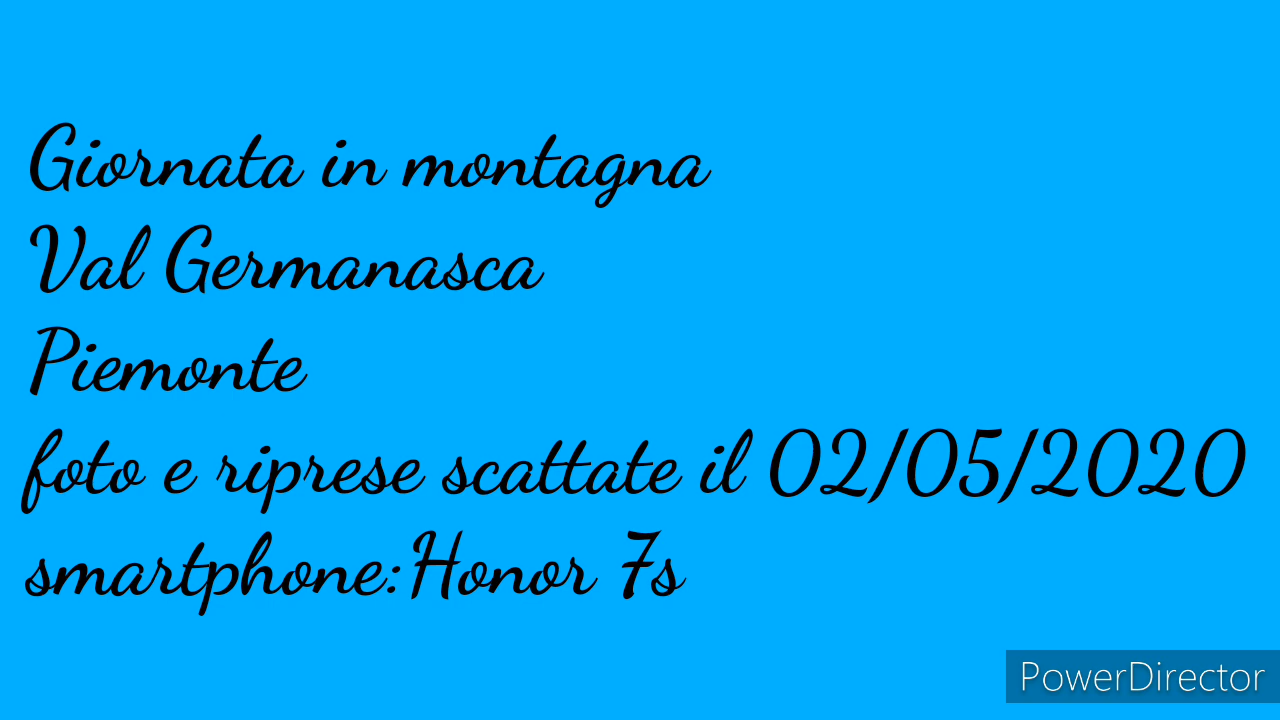 Giornata in montagna
Val Germanasca
Piemonte
foto e riprese scattate il 02/05/2020
smartphone:Honor 7s
PowerDirector